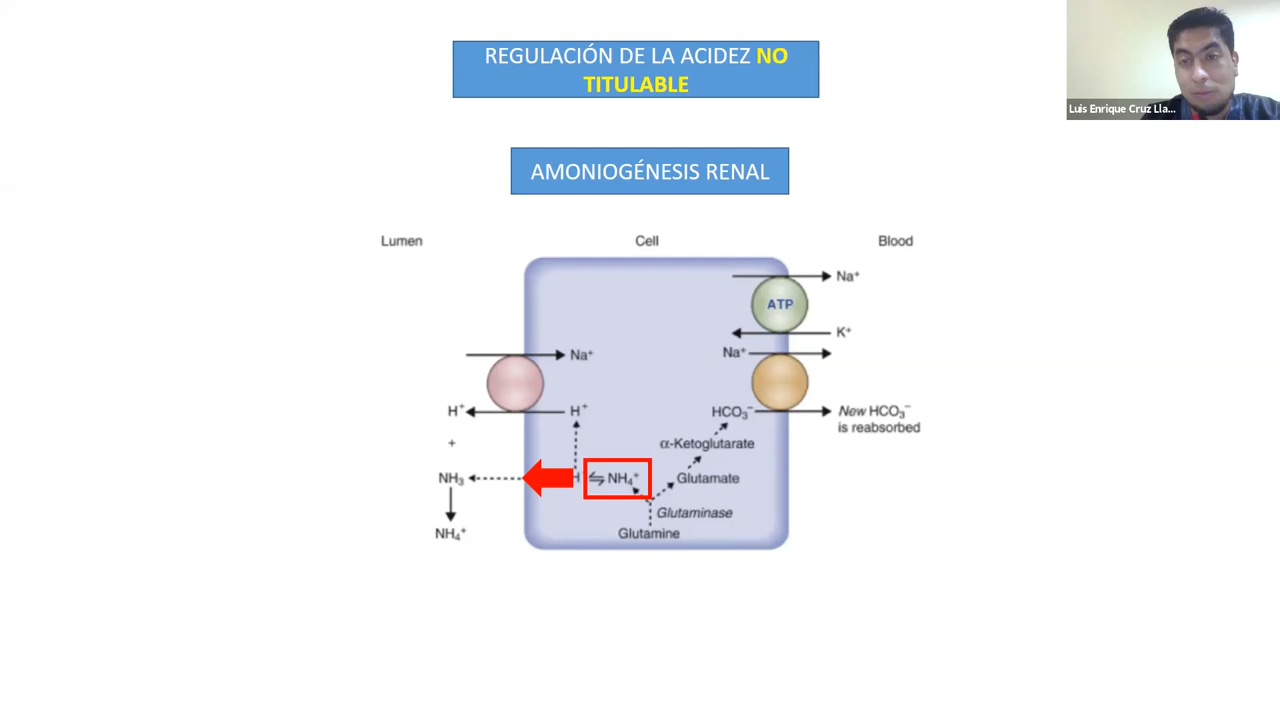 REGULACIÓN DE LA ACIDEZ NO
TITULABLE
Luis Enrique Cruz Lla...
AMONIOGÉNESIS RENAL
Lumen
Cell
Blood
Na⁺
ATP
K⁺
Na⁺
Na⁺
H⁺
H⁺
HCO₃⁻
New HCO₃⁻
is reabsorbed
+
α-Ketoglutarate
NH₃
H
⇌ NH₄⁺
Glutamate
Glutaminase
NH₄⁺
Glutamine